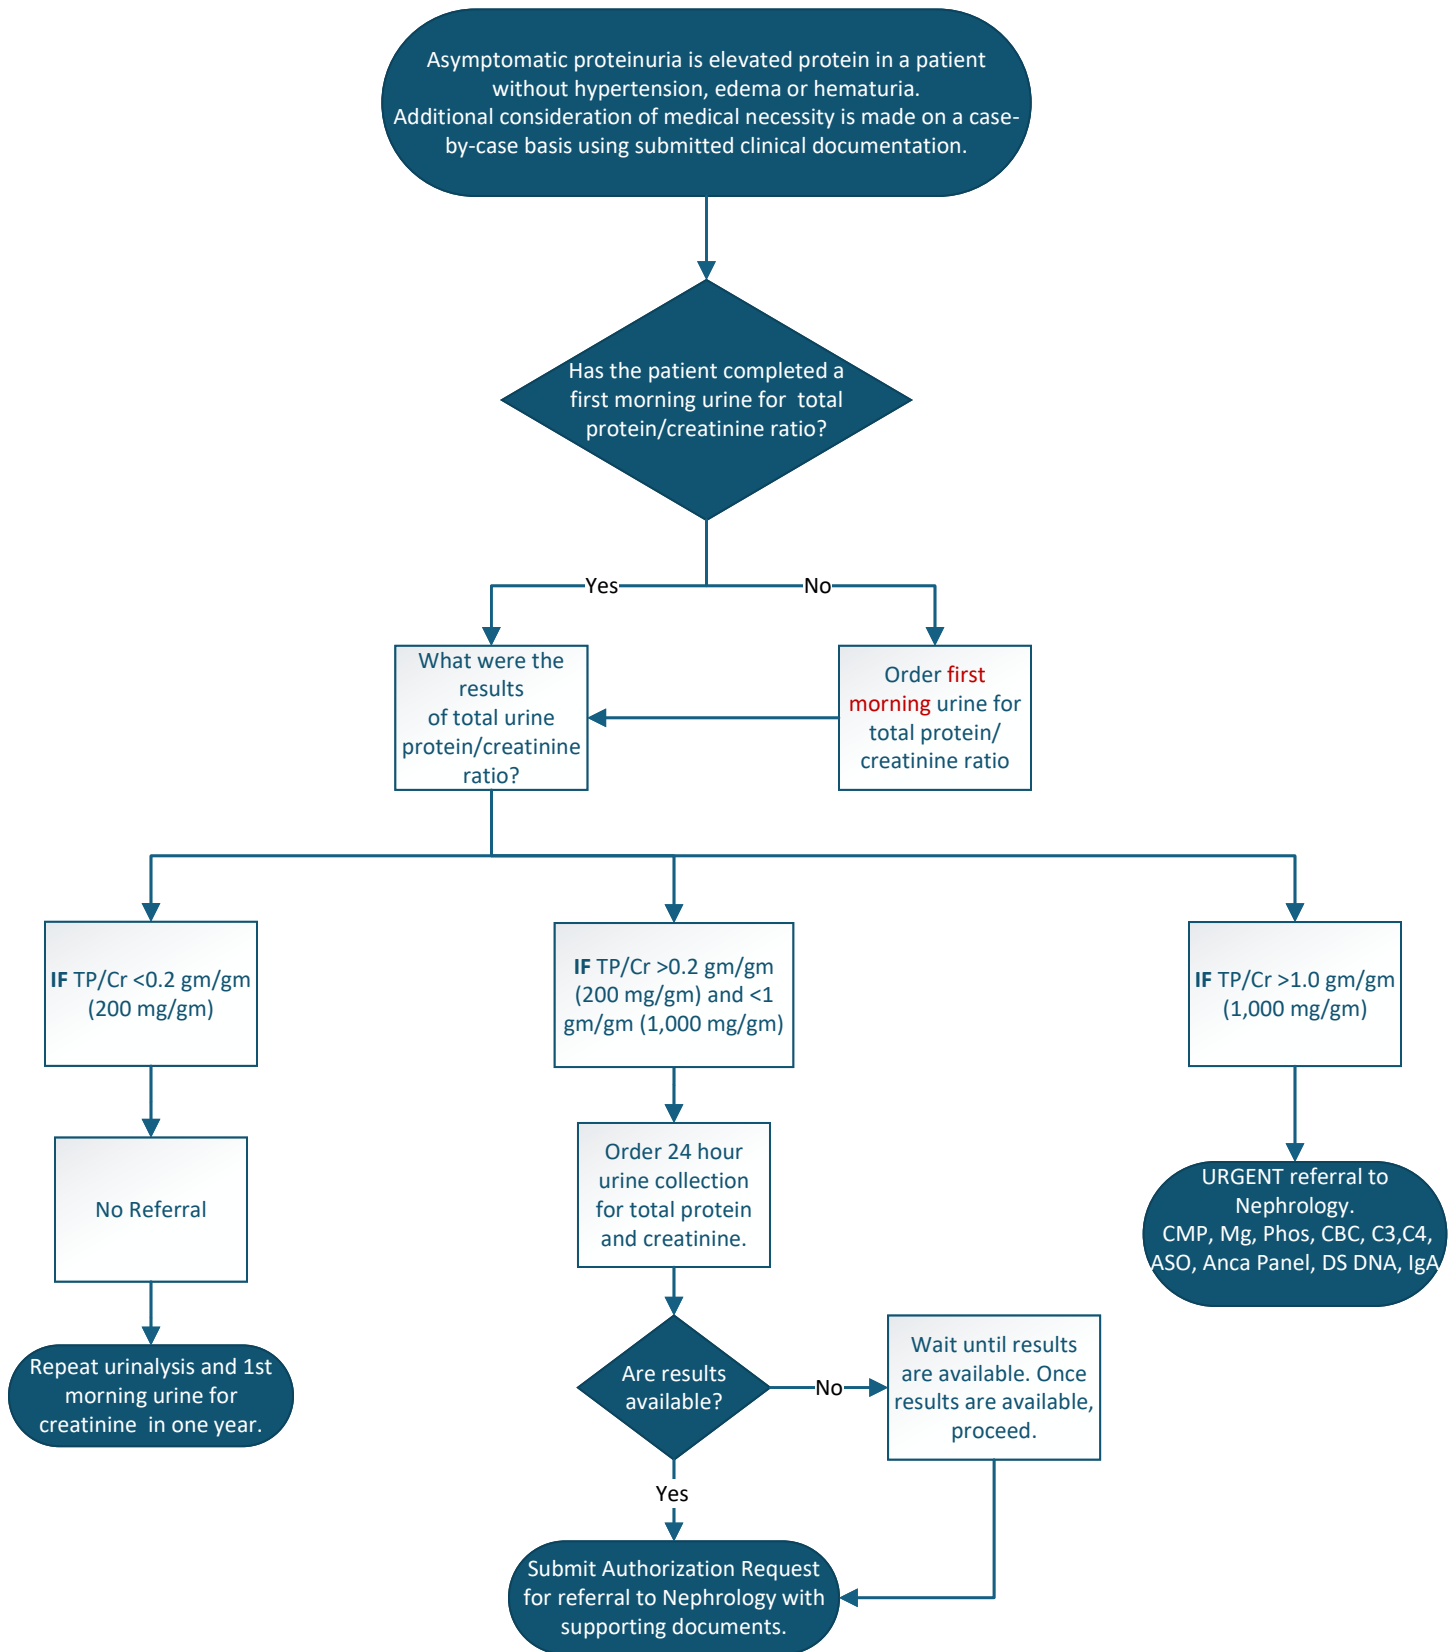 Asymptomatic proteinuria is elevated protein in a patient
without hypertension, edema or hematuria.
Additional consideration of medical necessity is made on a case-
by-case basis using submitted clinical documentation.
Has the patient completed a
first morning urine for  total
protein/creatinine ratio?
Yes
No
What were the
results
of total urine
protein/creatinine
ratio?
Order first
morning urine for
total protein/
creatinine ratio
IF TP/Cr <0.2 gm/gm
(200 mg/gm)
IF TP/Cr >0.2 gm/gm
(200 mg/gm) and <1
gm/gm (1,000 mg/gm)
IF TP/Cr >1.0 gm/gm
(1,000 mg/gm)
No Referral
Order 24 hour
urine collection
for total protein
and creatinine.
URGENT referral to
Nephrology.
CMP, Mg, Phos, CBC, C3,C4,
ASO, Anca Panel, DS DNA, IgA
Repeat urinalysis and 1st
morning urine for
creatinine  in one year.
Are results
available?
No
Wait until results
are available. Once
results are available,
proceed.
Yes
Submit Authorization Request
for referral to Nephrology with
supporting documents.